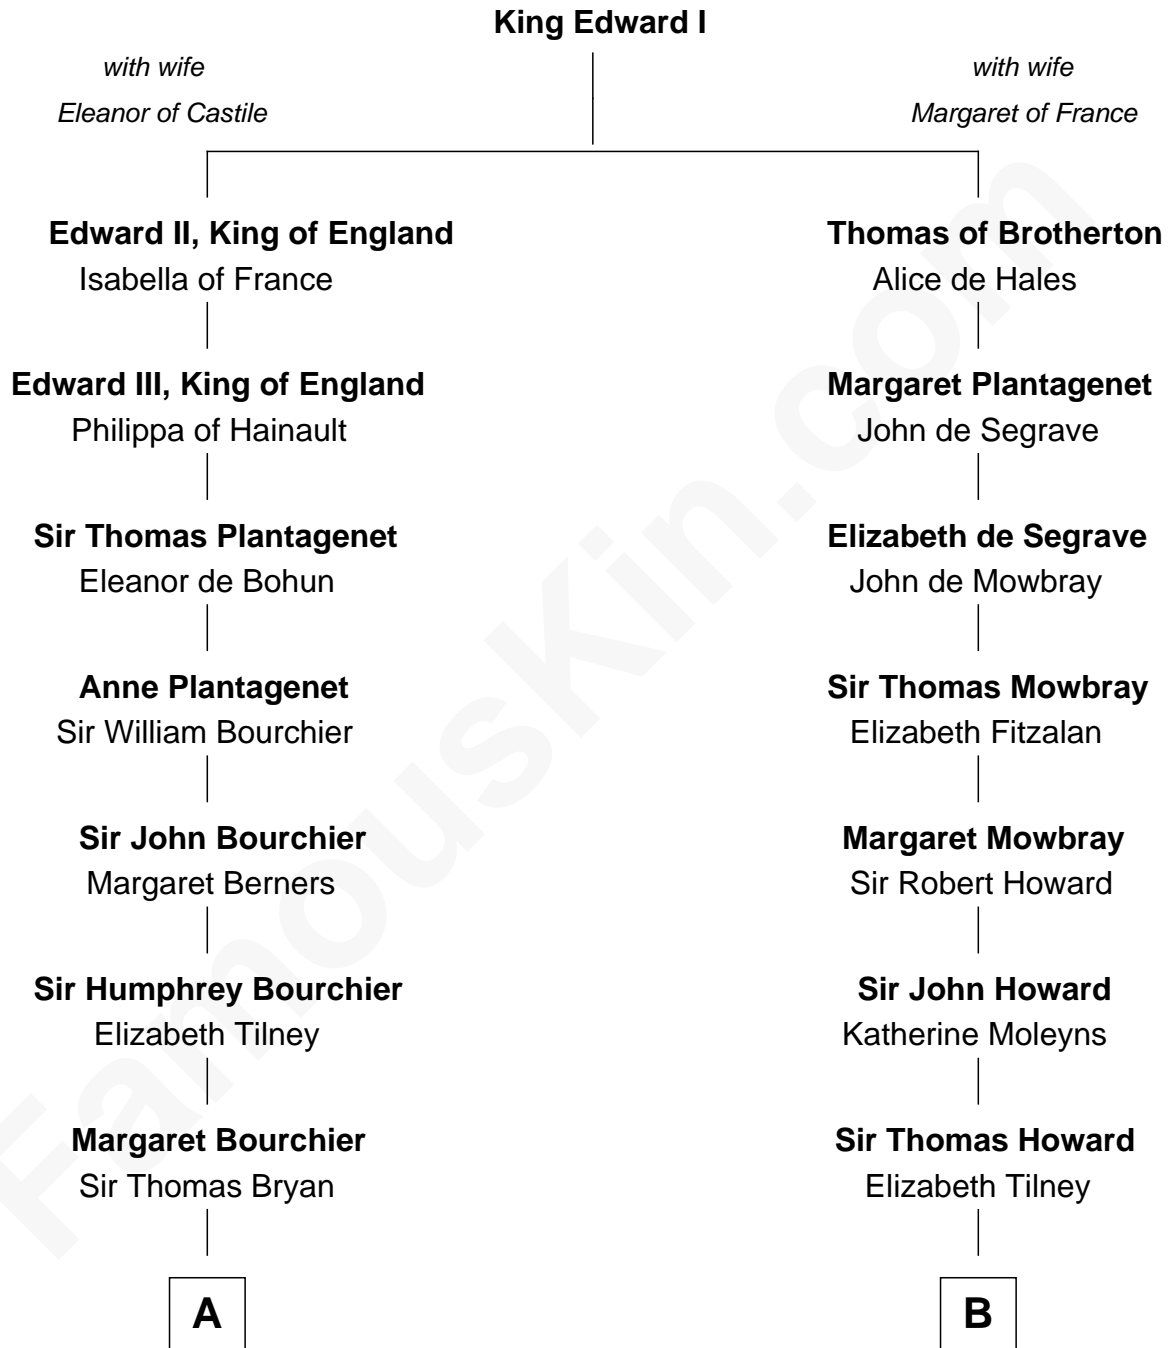 King Edward I
with wife
Eleanor of Castile
with wife
Margaret of France
Edward II, King of England
Isabella of France
Thomas of Brotherton
Alice de Hales
Edward III, King of England
Philippa of Hainault
Margaret Plantagenet
John de Segrave
Sir Thomas Plantagenet
Eleanor de Bohun
Elizabeth de Segrave
John de Mowbray
Anne Plantagenet
Sir William Bourchier
Sir Thomas Mowbray
Elizabeth Fitzalan
Sir John Bourchier
Margaret Berners
Margaret Mowbray
Sir Robert Howard
Sir Humphrey Bourchier
Elizabeth Tilney
Sir John Howard
Katherine Moleyns
Margaret Bourchier
Sir Thomas Bryan
Sir Thomas Howard
Elizabeth Tilney
A
B
FamousKin.com